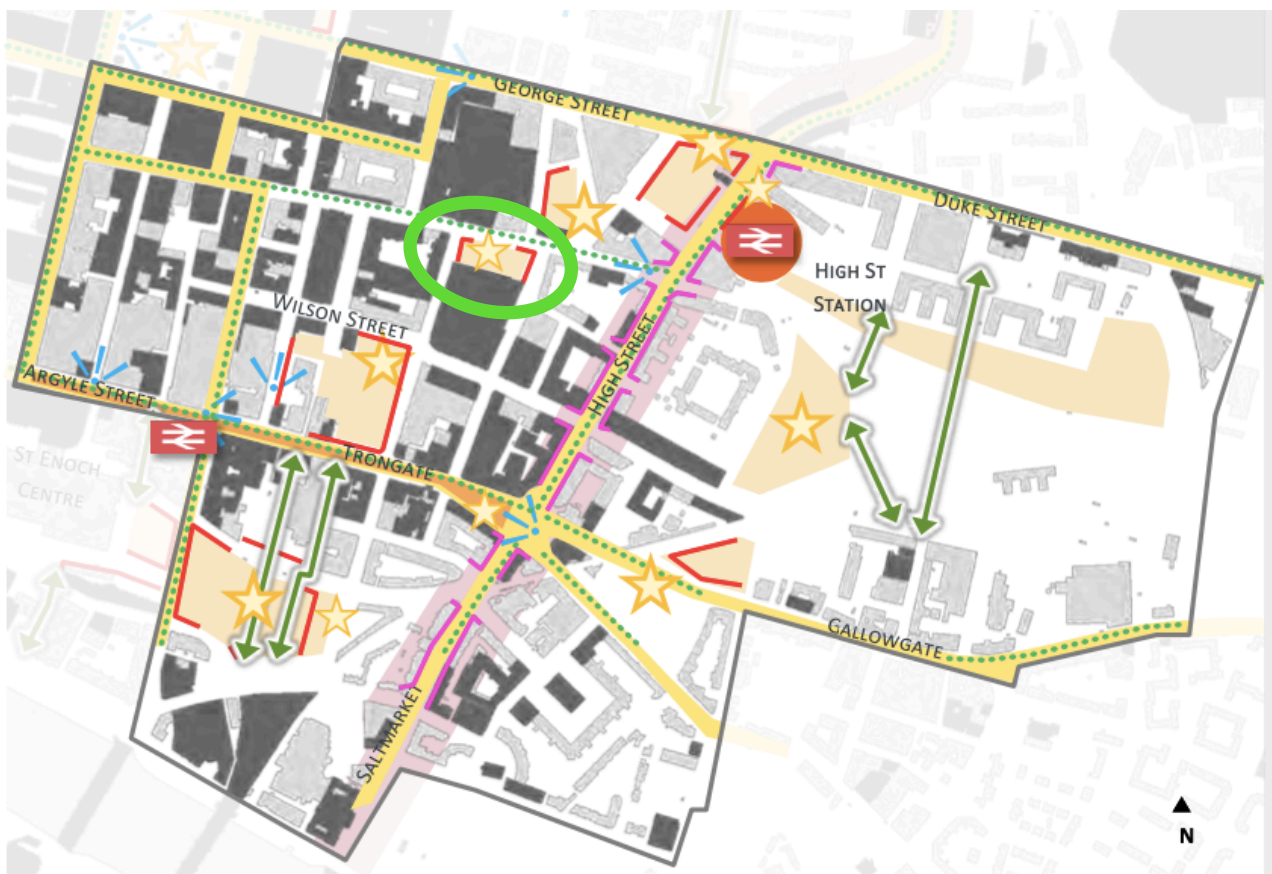 GEORGE STREET
DUKE STREET
HIGH ST
STATION
WILSON STREET
HIGH STREET
ARGYLE STREET
TRONGATE
ST ENOCH
CENTRE
GALLOWGATE
SALTMARKET
N